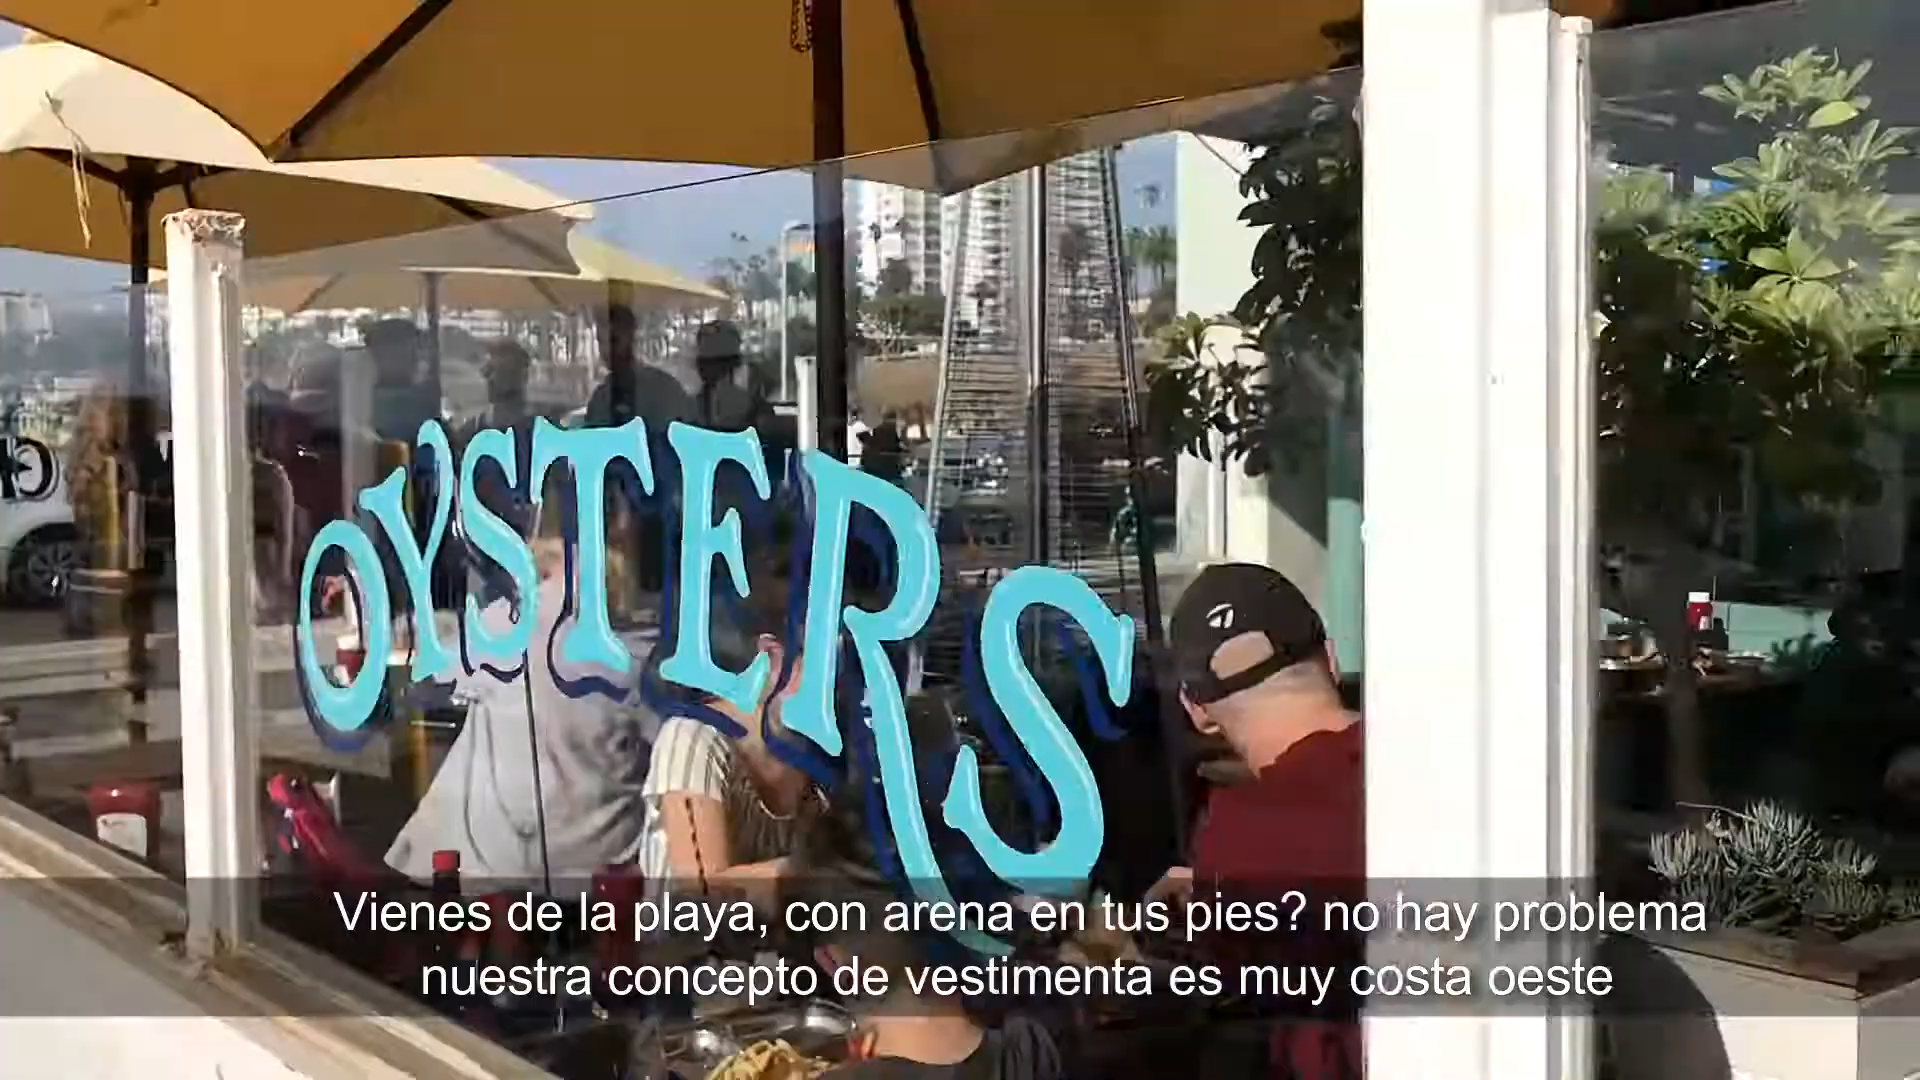 OYSTERS
Vienes de la playa, con arena en tus pies? no hay problema
nuestra concepto de vestimenta es muy costa oeste